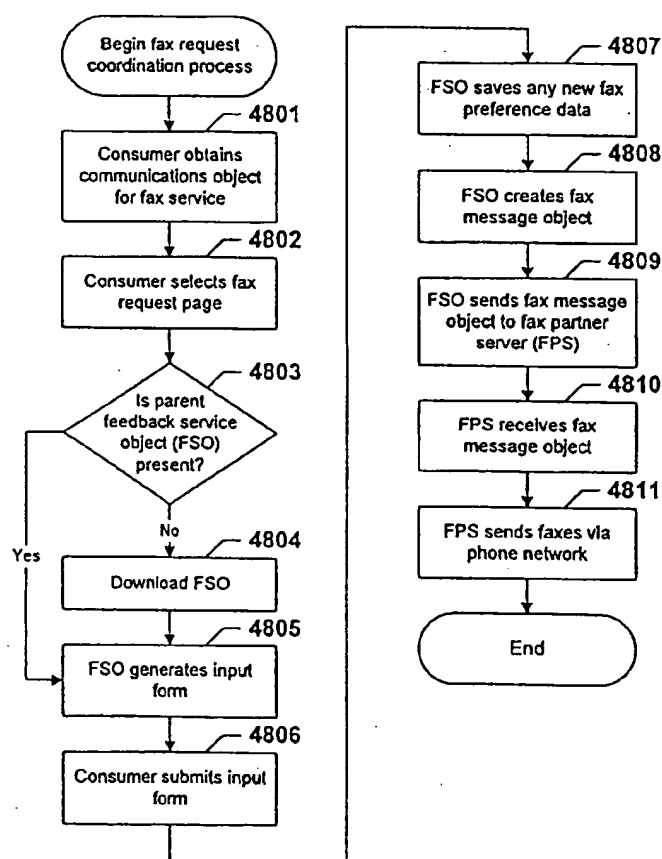 Begin fax request
coordination process
4801
Consumer obtains
communications object
for fax service
4802
Consumer selects fax
request page
4803
Is parent
feedback service
object (FSO)
present?
No
Yes
4804
Download FSO
4805
FSO generates input
form
4806
Consumer submits input
form
4807
FSO saves any new fax
preference data
4808
FSO creates fax
message object
4809
FSO sends fax message
object to fax partner
server (FPS)
4810
FPS receives fax
message object
4811
FPS sends faxes via
phone network
End